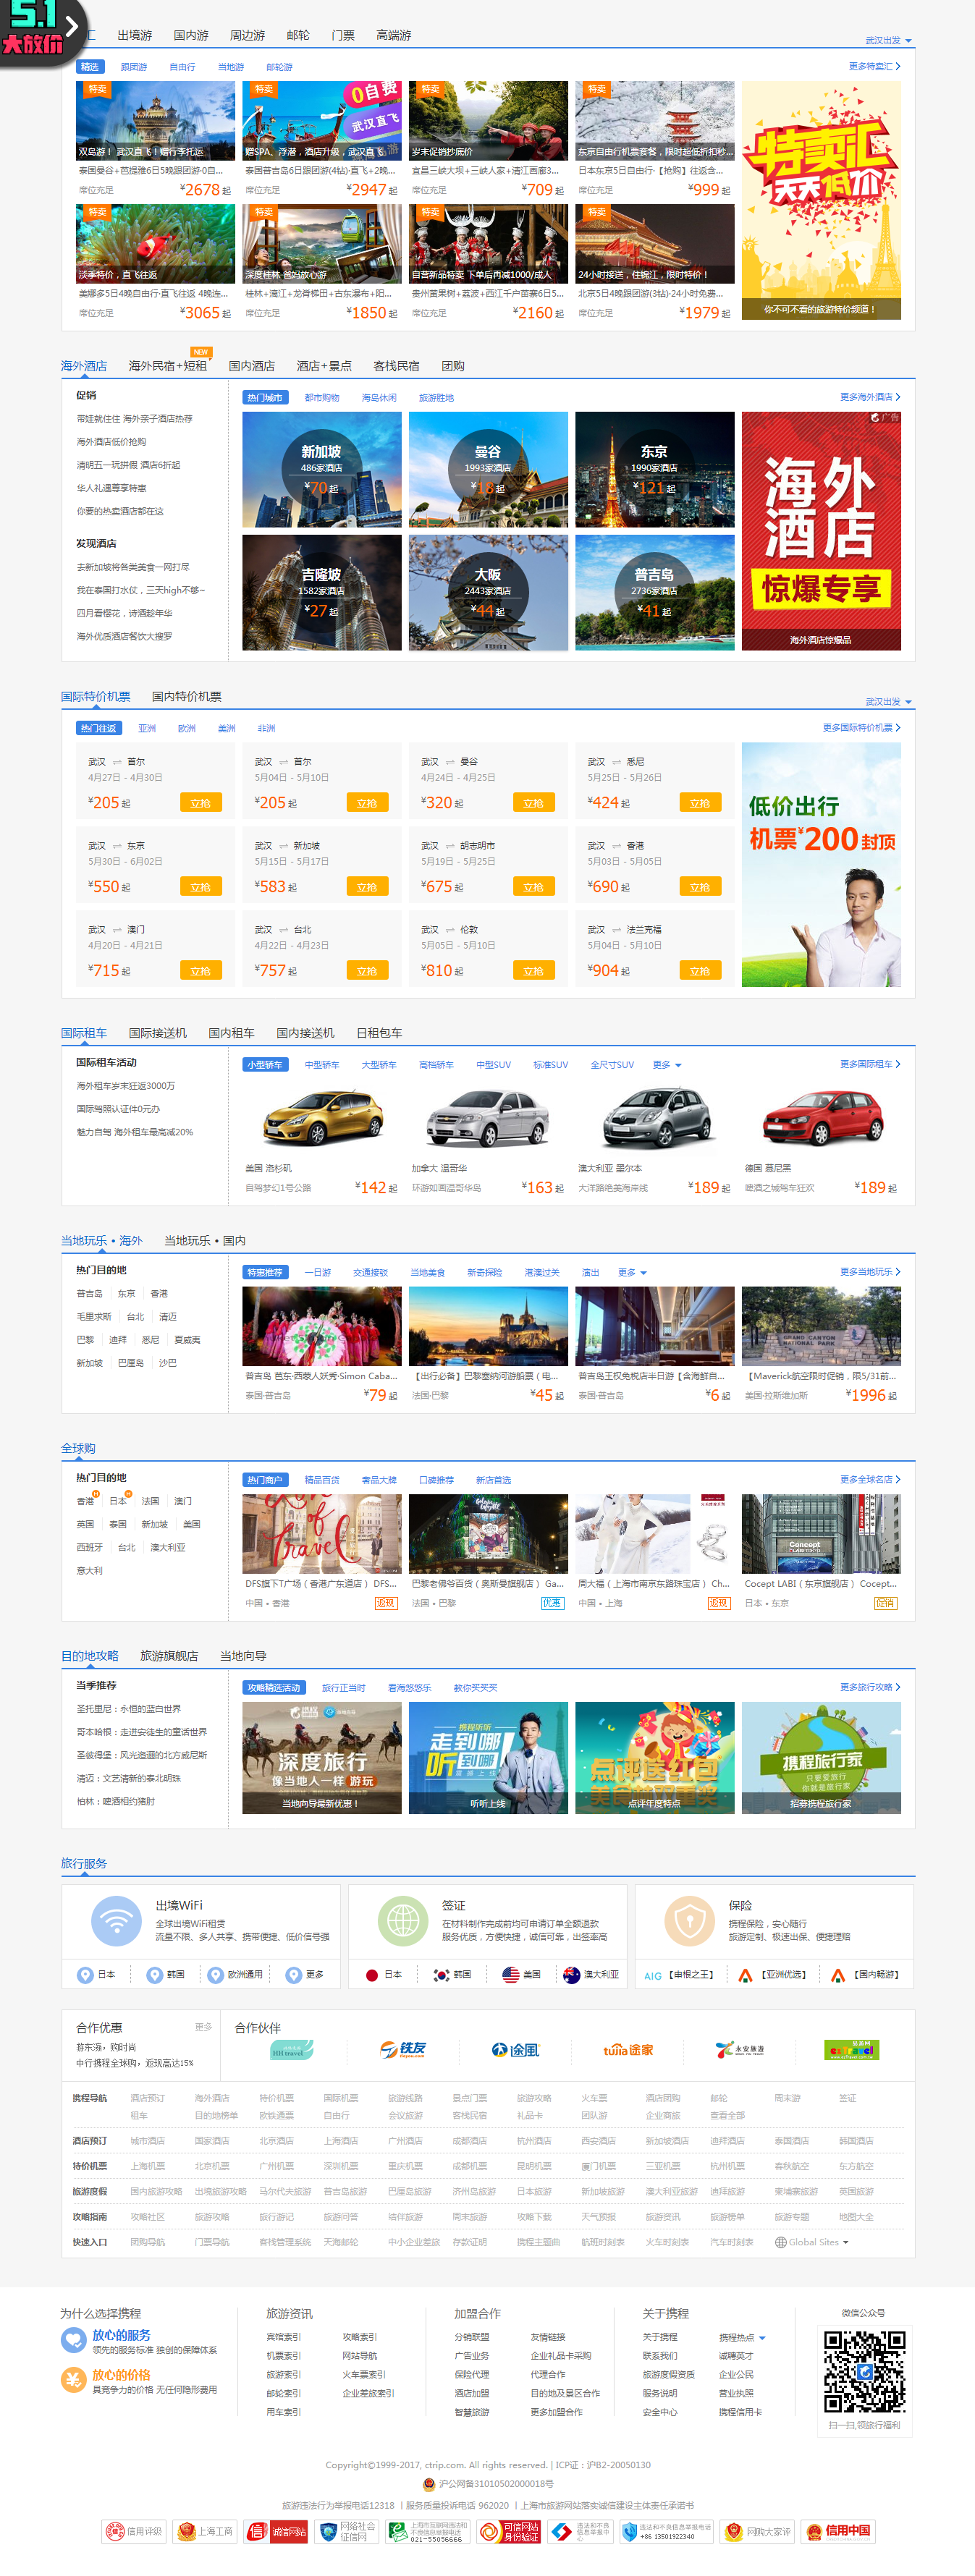 5.1
大放价
汇 出境游 国内游 周边游 邮轮 门票 高端游
武汉出发
精选 跟团游 自由行 当地游 邮轮游
更多特卖汇
特卖 特卖 特卖 特卖
0自费
武汉直飞
双岛游！武汉直飞！赠行李托运
赠SPA、浮潜，酒店升级，武汉直飞
岁末促销抄底价
东京自由行机票套餐，限时超低折扣秒...
泰国曼谷+芭提雅6日5晚跟团游·0自...
泰国普吉岛6日跟团游(4钻)·直飞+2晚...
宜昌三峡大坝+三峡人家+清江画廊3...
日本东京5日自由行·【抢购】往返含...
席位充足 ¥2678起
席位充足 ¥2947起
席位充足 ¥709起
席位充足 ¥999起
特卖汇
天天低价
特卖 特卖 特卖 特卖
淡季特价，直飞往返
深度桂林·爸妈放心游
自营新品特卖 下单后再减1000/成人
24小时接送，住锦江，限时特价！
你不可不看的旅游特价频道！
美娜多5日4晚自由行·直飞往返 4晚连...
桂林+漓江+龙脊梯田+古东瀑布+阳...
贵州黄果树+荔波+西江千户苗寨6日5...
北京5日4晚跟团游(3钻)·24小时免费...
席位充足 ¥3065起
席位充足 ¥1850起
席位充足 ¥2160起
席位充足 ¥1979起
NEW
海外酒店 海外民宿+短租 国内酒店 酒店+景点 客栈民宿 团购
促销
带娃就住住 海外亲子酒店热荐
海外酒店低价抢购
清明五一玩拼假 酒店6折起
华人礼遇尊享特惠
你要的热卖酒店都在这
发现酒店
去新加坡将各类美食一网打尽
我在泰国打水仗，三天high不够~
四月看樱花，诗酒趁年华
海外优质酒店餐饮大搜罗
热门城市 都市购物 海岛休闲 旅游胜地
更多海外酒店
新加坡
486家酒店
¥70起
曼谷
1993家酒店
¥18起
东京
1990家酒店
¥121起
吉隆坡
1582家酒店
¥27起
大阪
2443家酒店
¥44起
普吉岛
2736家酒店
¥41起
广告
海外
酒店
惊爆专享
海外酒店惊爆品
国际特价机票 国内特价机票
武汉出发
热门往返 亚洲 欧洲 美洲 非洲
更多国际特价机票
武汉 首尔
4月27日 - 4月30日
¥205起 立抢
武汉 首尔
5月04日 - 5月10日
¥205起 立抢
武汉 曼谷
4月24日 - 4月25日
¥320起 立抢
武汉 悉尼
5月25日 - 5月26日
¥424起 立抢
武汉 东京
5月30日 - 6月02日
¥550起 立抢
武汉 新加坡
5月15日 - 5月17日
¥583起 立抢
武汉 胡志明市
5月19日 - 5月25日
¥675起 立抢
武汉 香港
5月03日 - 5月05日
¥690起 立抢
武汉 澳门
4月20日 - 4月21日
¥715起 立抢
武汉 台北
4月22日 - 4月23日
¥757起 立抢
武汉 伦敦
5月05日 - 5月10日
¥810起 立抢
武汉 法兰克福
5月04日 - 5月10日
¥904起 立抢
低价出行
机票¥200封顶
国际租车 国际接送机 国内租车 国内接送机 日租包车
国际租车活动
海外租车岁末狂返3000万
国际驾照认证件0元办
魅力自驾 海外租车最高减20%
小型轿车 中型轿车 大型轿车 高档轿车 中型SUV 标准SUV 全尺寸SUV 更多
更多国际租车
美国 洛杉矶
自驾梦幻1号公路 ¥142起
加拿大 温哥华
环游如画温哥华岛 ¥163起
澳大利亚 墨尔本
大洋路绝美海岸线 ¥189起
德国 慕尼黑
啤酒之城驾车狂欢 ¥189起
当地玩乐 • 海外 当地玩乐 • 国内
热门目的地
普吉岛 东京 香港
毛里求斯 台北 清迈
巴黎 迪拜 悉尼 夏威夷
新加坡 巴厘岛 沙巴
特惠推荐 一日游 交通接驳 当地美食 新奇探险 港澳过关 演出 更多
更多当地玩乐
GRAND CANYON
NATIONAL PARK
普吉岛 芭东·西蒙人妖秀·Simon Caba...
【出行必备】巴黎塞纳河游船票（电...
普吉岛王权免税店半日游【含海鲜自...
【Maverick航空限时促销，限5/31前...
泰国·普吉岛 ¥79起
法国·巴黎 ¥45起
泰国·普吉岛 ¥6起
美国·拉斯维加斯 ¥1996起
全球购
热门目的地
香港 日本 法国 澳门
英国 泰国 新加坡 美国
西班牙 台北 澳大利亚
意大利
热门商户 精品百货 奢品大牌 口碑推荐 新店首选
更多全球名店
Travel
Concept
DFS旗下T广场（香港广东道店）DFS...
巴黎老佛爷百货（奥斯曼旗舰店）Ga...
周大福（上海市南京东路珠宝店）Ch...
Cocept LABI（东京旗舰店）Cocept...
中国 • 香港 返现
法国 • 巴黎 优惠
中国 • 上海 返现
日本 • 东京 促销
目的地攻略 旅游旗舰店 当地向导
当季推荐
圣托里尼：永恒的蓝白世界
哥本哈根：走进安徒生的童话世界
圣彼得堡：风光迤逦的北方威尼斯
清迈：文艺清新的泰北明珠
柏林：啤酒相约猪肘
攻略精选活动 旅行正当时 看海悠悠乐 教你买买买
更多旅行攻略
携程
深度旅行
像当地人一样 游玩
当地向导最新优惠！
携程听听
走到哪
听到哪
重磅上线
听听上线
点评送红包
点评年度特点
携程旅行家
只要爱旅行
你就是旅行家
招募携程旅行家
旅行服务
出境WiFi
全球出境WiFi租赁
流量不限、多人共享、携带便捷、低价信号强
日本 韩国 欧洲通用 更多
签证
在材料制作完成前均可申请订单全额退款
服务优质，方便快捷，诚信可靠，出签率高
日本 韩国 美国 澳大利亚
保险
携程保险，安心随行
旅游定制、极速出保、便捷理赔
AIG 【申根之王】 【亚洲优选】 【国内畅游】
合作优惠 更多
游东瀛，购时尚
中行携程全球购，返现高达15%
合作伙伴
HH travel 铁友 途風 tujia 途家 永安旅游 ezTravel
携程导航 酒店预订 海外酒店 特价机票 国际机票 旅游线路 景点门票 旅游攻略 火车票 酒店团购 邮轮 周末游 签证
租车 目的地榜单 欧铁通票 自由行 会议旅游 客栈民宿 礼品卡 团队游 企业商旅 查看全部
酒店预订 城市酒店 国家酒店 北京酒店 上海酒店 广州酒店 成都酒店 杭州酒店 西安酒店 新加坡酒店 迪拜酒店 泰国酒店 韩国酒店
特价机票 上海机票 北京机票 广州机票 深圳机票 重庆机票 成都机票 昆明机票 厦门机票 三亚机票 杭州机票 春秋航空 东方航空
旅游度假 国内旅游攻略 出境旅游攻略 马尔代夫旅游 普吉岛旅游 巴厘岛旅游 济州岛旅游 日本旅游 新加坡旅游 澳大利亚旅游 迪拜旅游 柬埔寨旅游 英国旅游
攻略指南 攻略社区 旅游攻略 旅行游记 旅游问答 结伴旅游 周末旅游 攻略下载 天气预报 旅游资讯 旅游榜单 旅游专题 地图大全
快速入口 团购导航 门票导航 客栈管理系统 天海邮轮 中小企业差旅 存款证明 携程主题曲 航班时刻表 火车时刻表 汽车时刻表 Global Sites
为什么选择携程
放心的服务
领先的服务标准 独创的保障体系
放心的价格
具竞争力的价格 无任何隐形费用
旅游资讯
宾馆索引 攻略索引
机票索引 网站导航
旅游索引 火车票索引
邮轮索引 企业差旅索引
用车索引
加盟合作
分销联盟 友情链接
广告业务 企业礼品卡采购
保险代理 代理合作
酒店加盟 目的地及景区合作
智慧旅游 更多加盟合作
关于携程
关于携程 携程热点
联系我们 诚聘英才
旅游度假资质 企业公民
服务说明 营业执照
安全中心 携程信用卡
微信公众号
扫一扫,领旅行福利
Copyright©1999-2017, ctrip.com. All rights reserved. | ICP证：沪B2-20050130
沪公网备31010502000018号
旅游违法行为举报电话12318 | 服务质量投诉电话 962020 | 上海市旅游网站落实诚信建设主体责任承诺书
信用评级
上海工商
诚信网站
网络社会
征信网
021-55056666
可信网站
身份验证
违法和不良
信息举报中心
违法和不良信息举报电话
+86 13501922340
网购大家评
信用中国